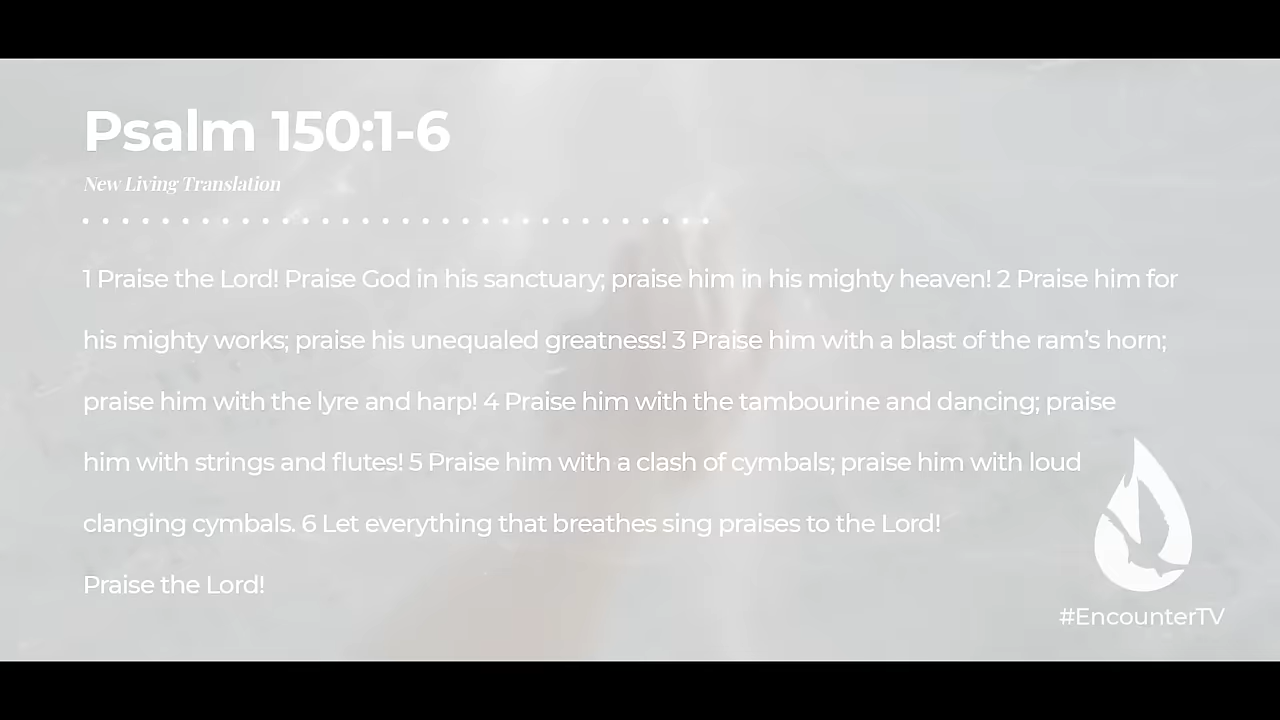 Psalm 150:1-6
New Living Translation
1 Praise the Lord! Praise God in his sanctuary; praise him in his mighty heaven! 2 Praise him for
his mighty works; praise his unequaled greatness! 3 Praise him with a blast of the ram’s horn;
praise him with the lyre and harp! 4 Praise him with the tambourine and dancing; praise
him with strings and flutes! 5 Praise him with a clash of cymbals; praise him with loud
clanging cymbals. 6 Let everything that breathes sing praises to the Lord!
Praise the Lord!
#EncounterTV